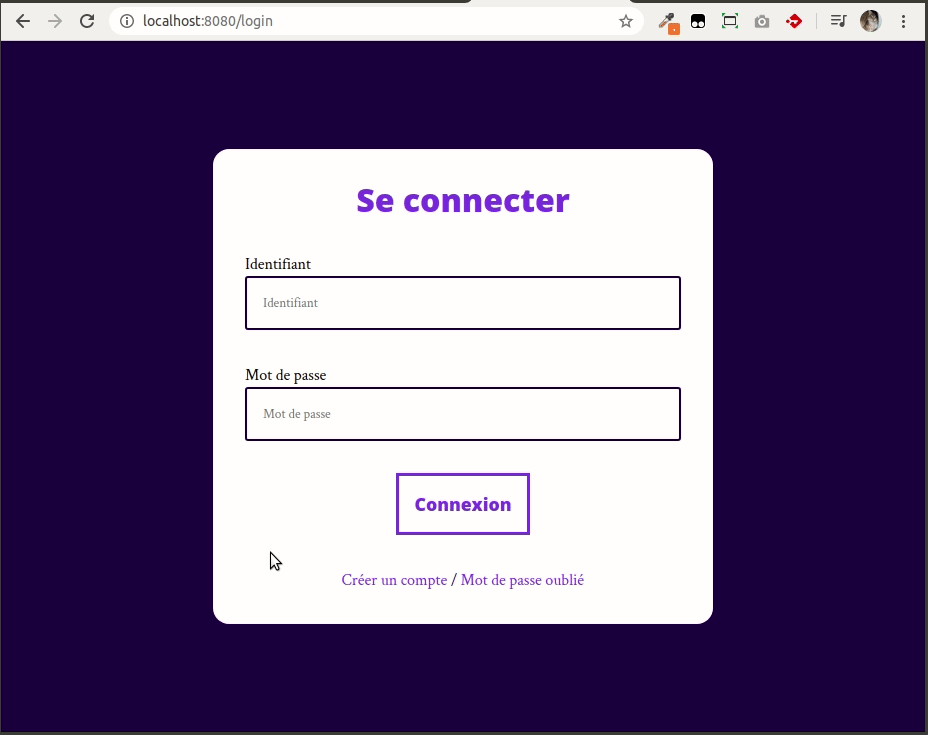 localhost:8080/login
Se connecter
Identifiant
Identifiant
Mot de passe
Mot de passe
Connexion
Créer un compte / Mot de passe oublié